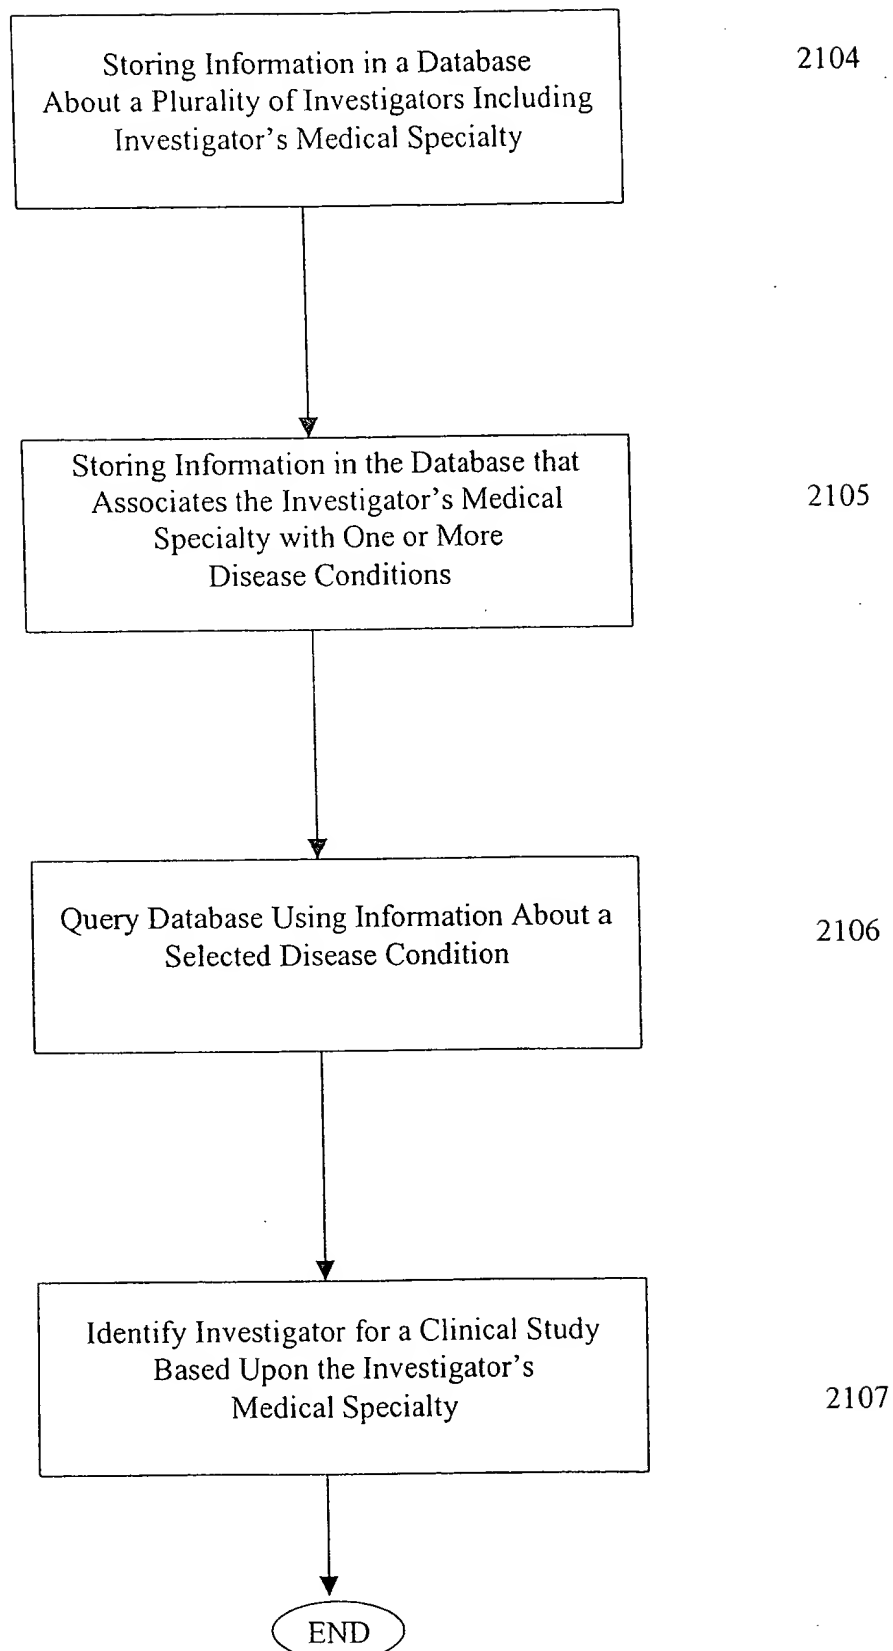 Storing Information in a Database
About a Plurality of Investigators Including
Investigator's Medical Specialty
2104
Storing Information in the Database that
Associates the Investigator's Medical
Specialty with One or More
Disease Conditions
2105
Query Database Using Information About a
Selected Disease Condition
2106
Identify Investigator for a Clinical Study
Based Upon the Investigator's
Medical Specialty
2107
END